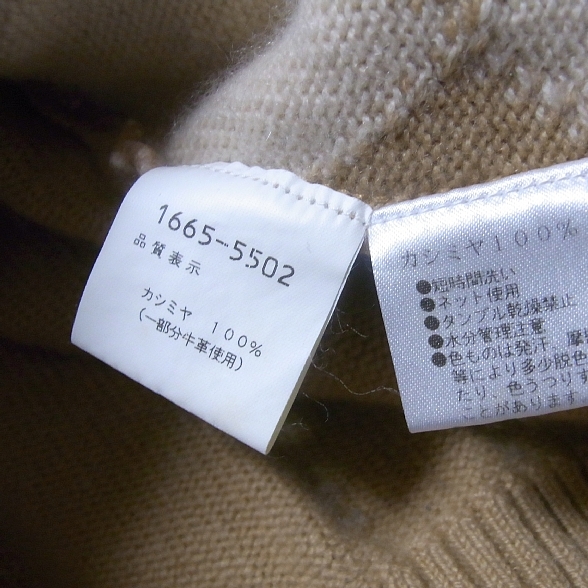 1665-5502
品質表示
カシミヤ 100%
(一部分牛革使用)
カシミヤ100%
●短時間洗い
●ネット使用
●タンブル乾燥禁止
●水分管理注意
●色ものは発汗、摩
等により多少脱色
たり、色うつりす
ことがあります